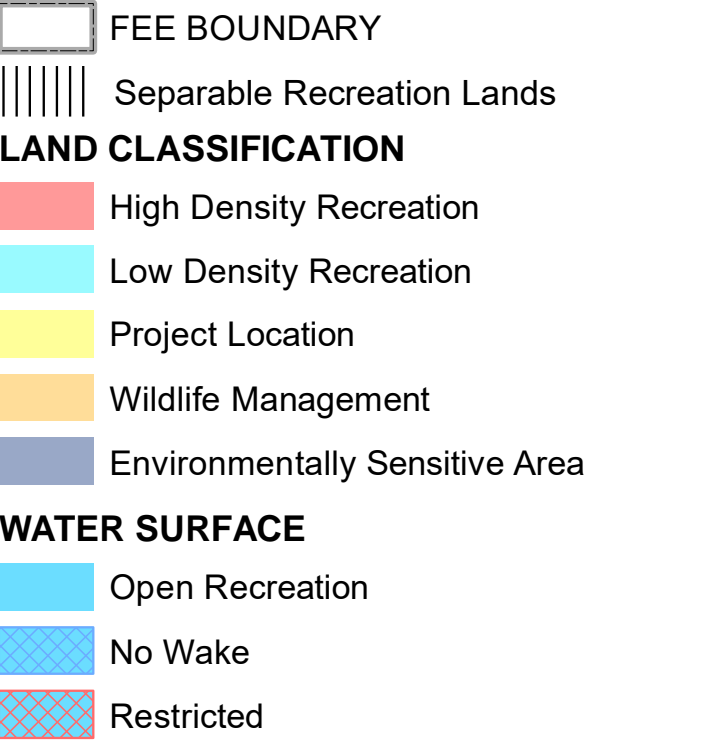 FEE BOUNDARY
Separable Recreation Lands
LAND CLASSIFICATION
High Density Recreation
Low Density Recreation
Project Location
Wildlife Management
Environmentally Sensitive Area
WATER SURFACE
Open Recreation
No Wake
Restricted